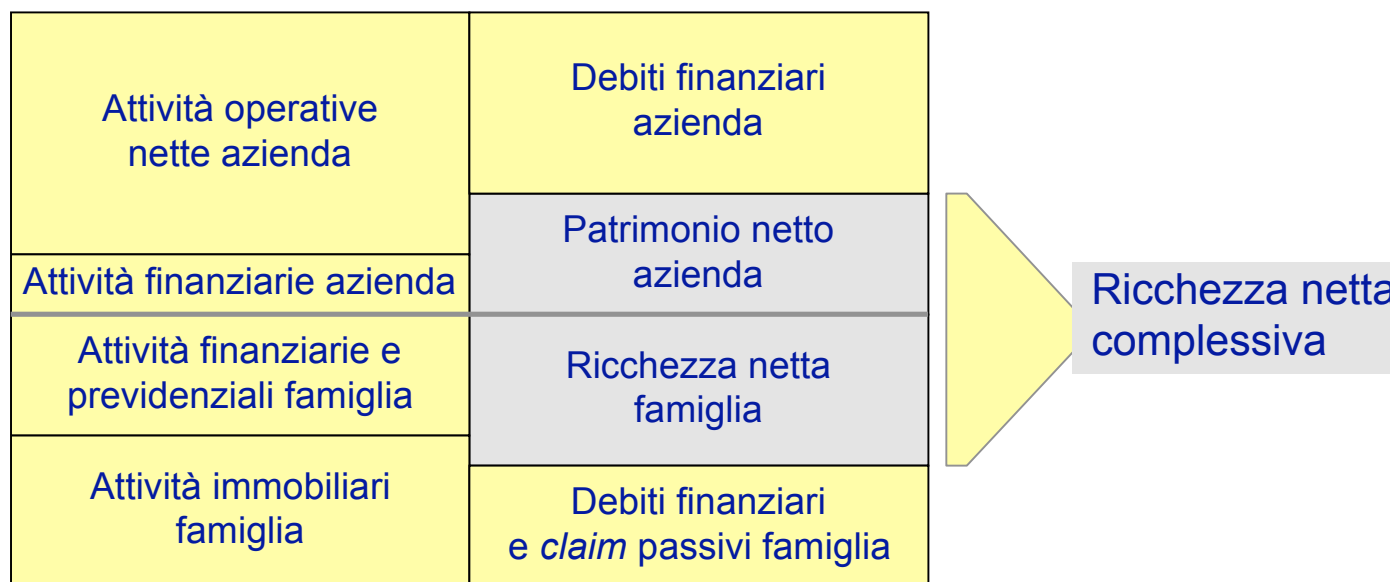 Attività operative
nette azienda
Attività finanziarie azienda
Attività finanziarie e
previdenziali famiglia
Attività immobiliari
famiglia
Debiti finanziari
azienda
Patrimonio netto
azienda
Ricchezza netta
famiglia
Debiti finanziari
e claim passivi famiglia
Ricchezza netta
complessiva